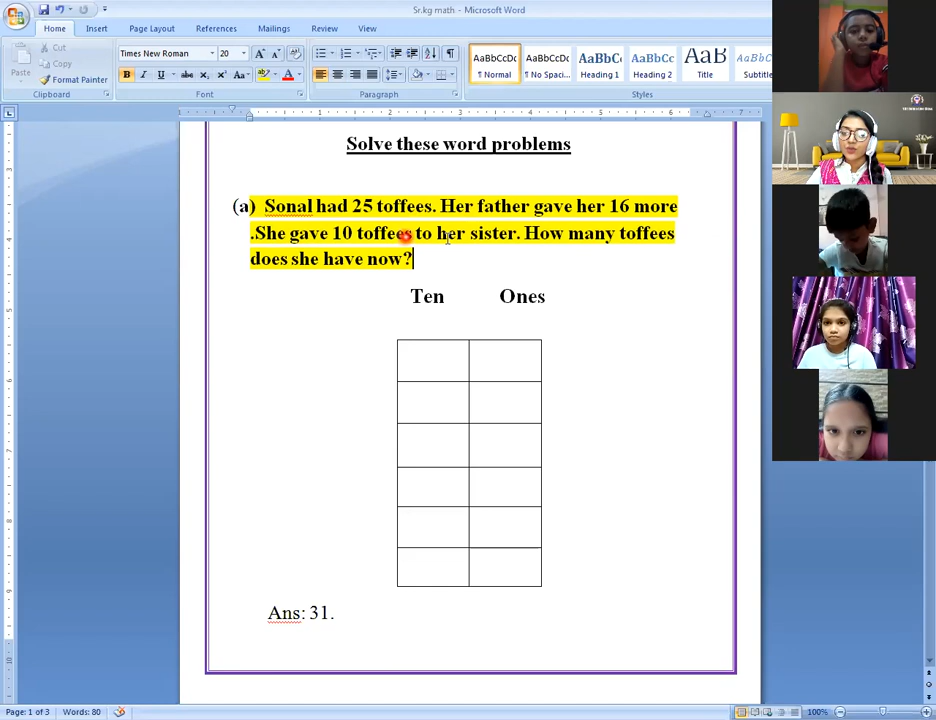 Sr.kg math - Microsoft Word
Home Insert Page Layout References Mailings Review View
Cut
Copy
Paste
Format Painter
Times New Roman 20
AaBbCcDc AaBbCcDc AaBbC AaBbCc AaB AaBbCc
¶ Normal ¶ No Spaci... Heading 1 Heading 2 Title Subtitle
Clipboard Font Paragraph Styles
Solve these word problems
(a) Sonal had 25 toffees. Her father gave her 16 more
.She gave 10 toffees to her sister. How many toffees
does she have now?
Ten Ones
Ans: 31.
Page: 1 of 3 Words: 80 100%